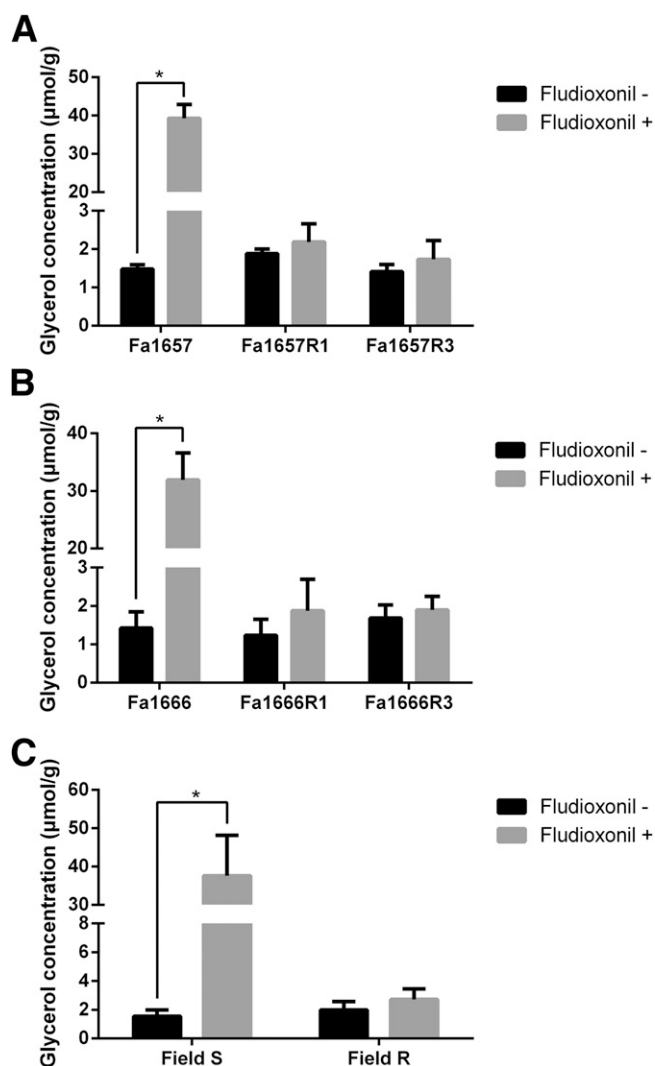 A
Glycerol concentration (μmol/g)
50
40
30
20
3
2
1
0
*
Fludioxonil -
Fludioxonil +
Fa1657 Fa1657R1 Fa1657R3
B
Glycerol concentration (μmol/g)
40
30
20
3
2
1
0
*
Fludioxonil -
Fludioxonil +
Fa1666 Fa1666R1 Fa1666R3
C
Glycerol concentration (μmol/g)
60
50
40
30
8
6
4
2
0
*
Fludioxonil -
Fludioxonil +
Field S Field R